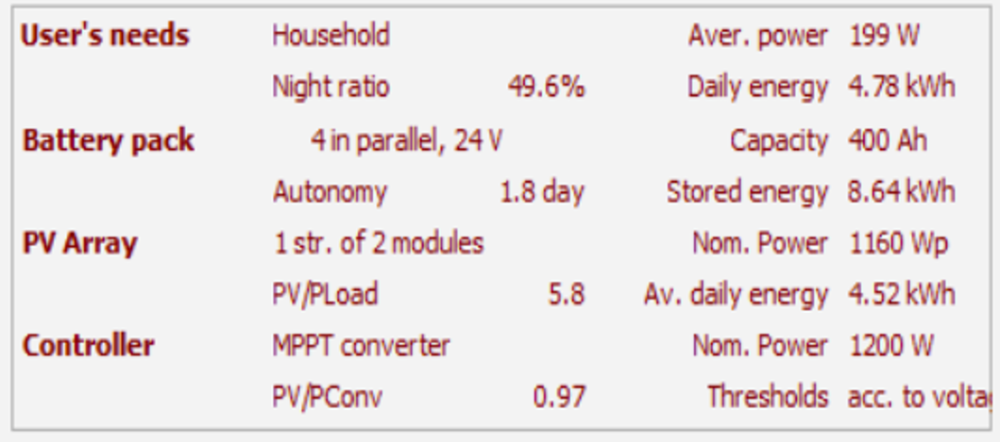 User's needs Household Aver. power 199 W
Night ratio 49.6% Daily energy 4.78 kWh
Battery pack 4 in parallel, 24 V Capacity 400 Ah
Autonomy 1.8 day Stored energy 8.64 kWh
PV Array 1 str. of 2 modules Nom. Power 1160 Wp
PV/PLoad 5.8 Av. daily energy 4.52 kWh
Controller MPPT converter Nom. Power 1200 W
PV/PConv 0.97 Thresholds acc. to